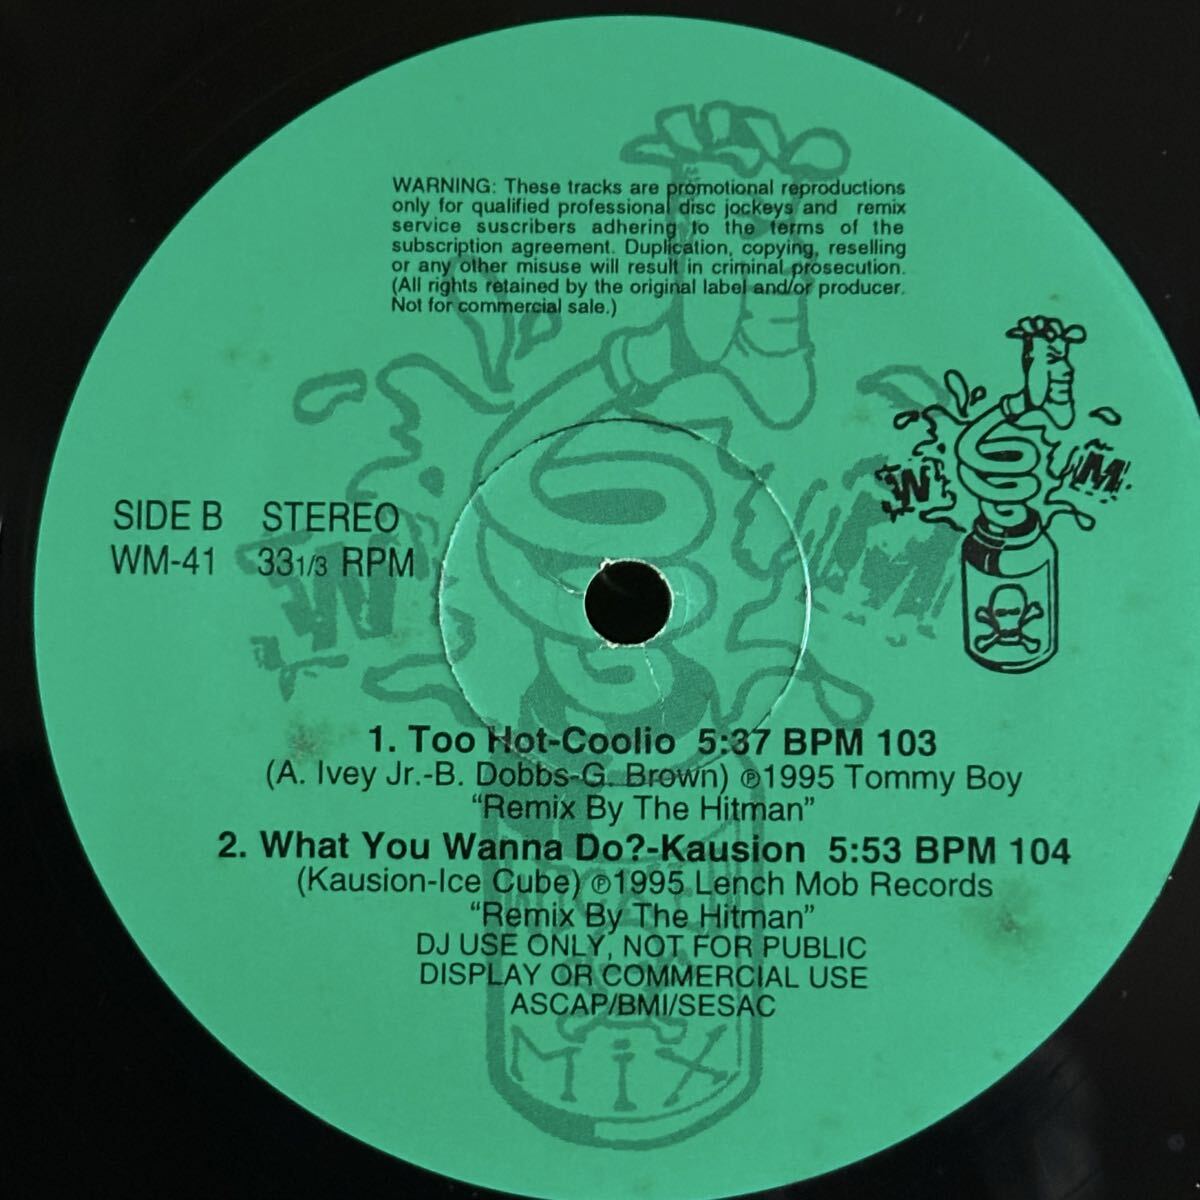 WARNING: These tracks are promotional reproductions
only for qualified professional disc jockeys and remix
service suscribers adhering to the terms of the
subscription agreement. Duplication, copying, reselling
or any other misuse will result in criminal prosecution.
(All rights retained by the original label and/or producer.
Not for commercial sale.)
W M
SIDE B STEREO
WM-41 33 1/3 RPM
W M
1. Too Hot-Coolio 5:37 BPM 103
(A. Ivey Jr.-B. Dobbs-G. Brown) ℗1995 Tommy Boy
"Remix By The Hitman"
2. What You Wanna Do?-Kausion 5:53 BPM 104
(Kausion-Ice Cube) ℗1995 Lench Mob Records
"Remix By The Hitman"
DJ USE ONLY, NOT FOR PUBLIC
DISPLAY OR COMMERCIAL USE
ASCAP/BMI/SESAC
MiX